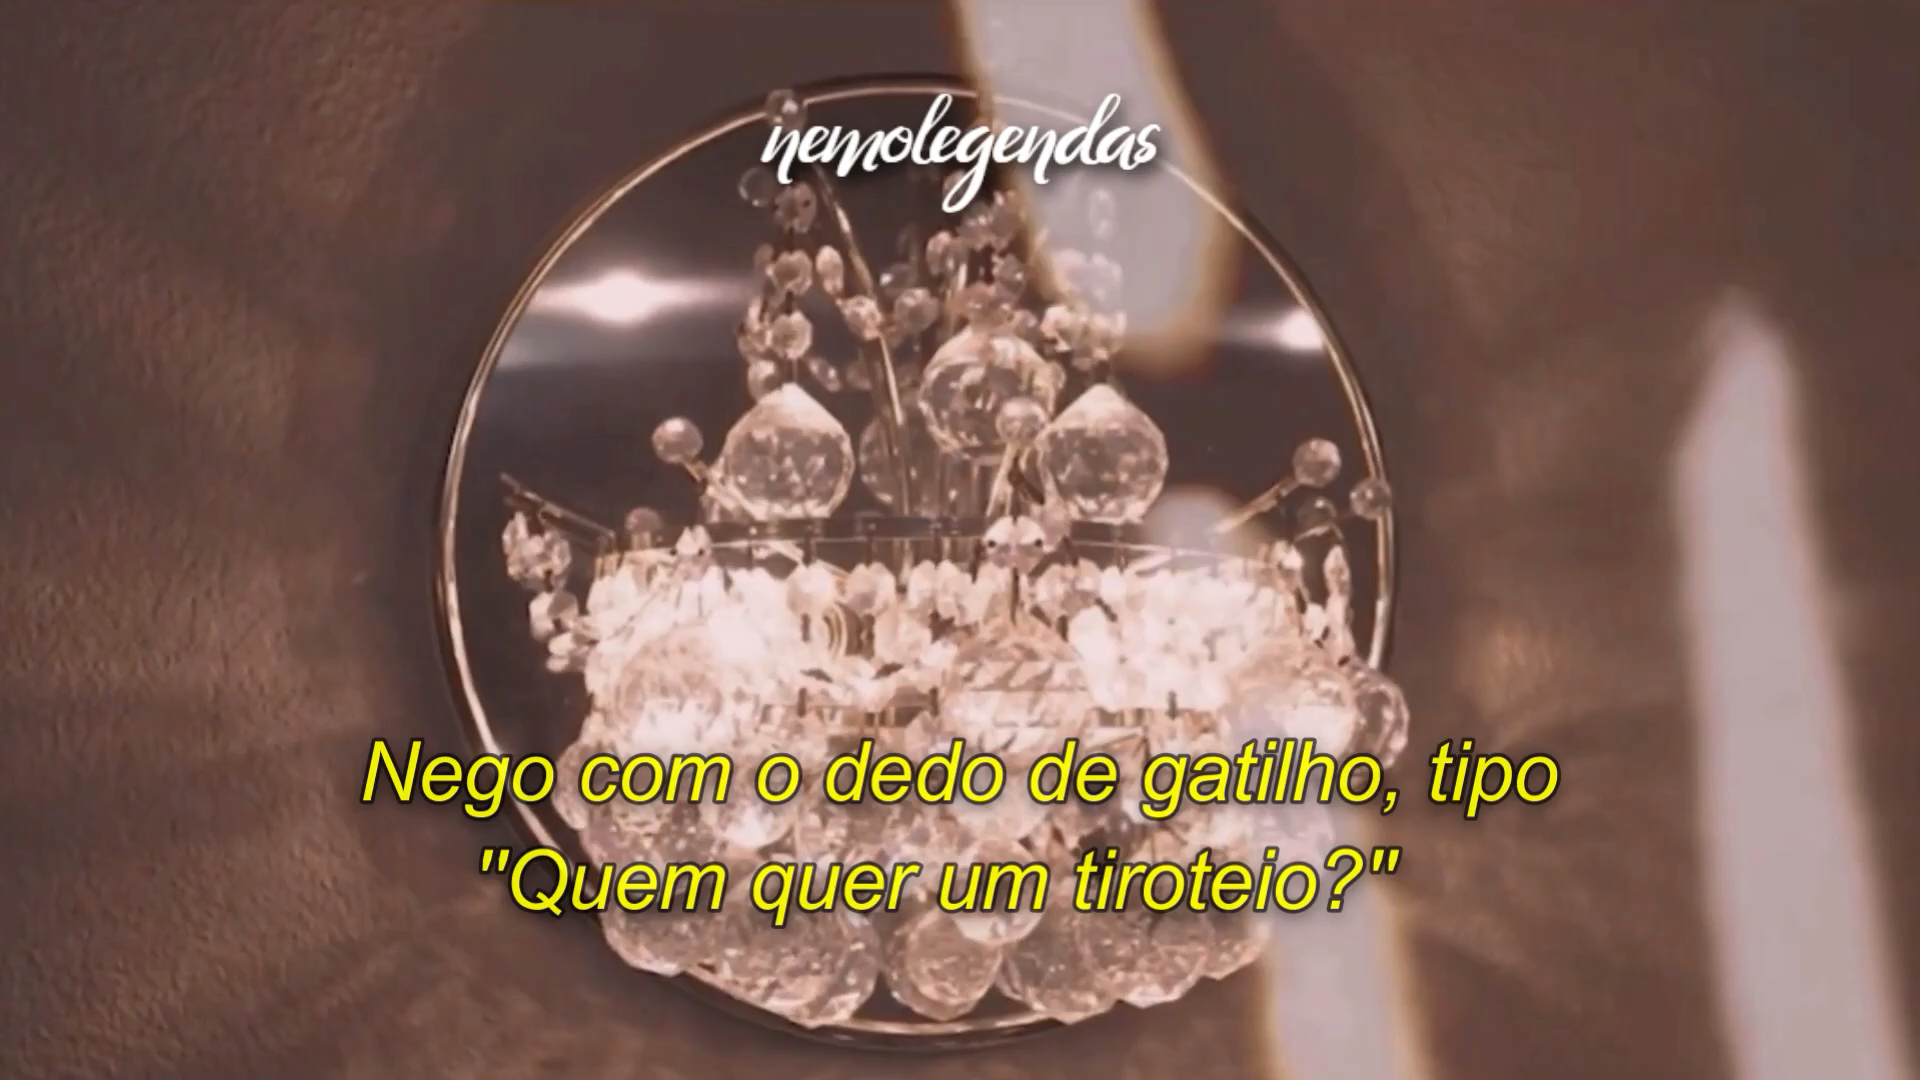 nemolegendas
Nego com o dedo de gatilho, tipo
"Quem quer um tiroteio?"